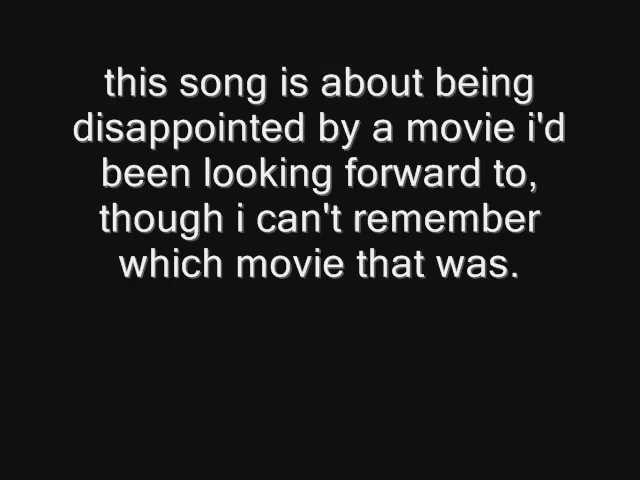 this song is about being
disappointed by a movie i'd
been looking forward to,
though i can't remember
which movie that was.